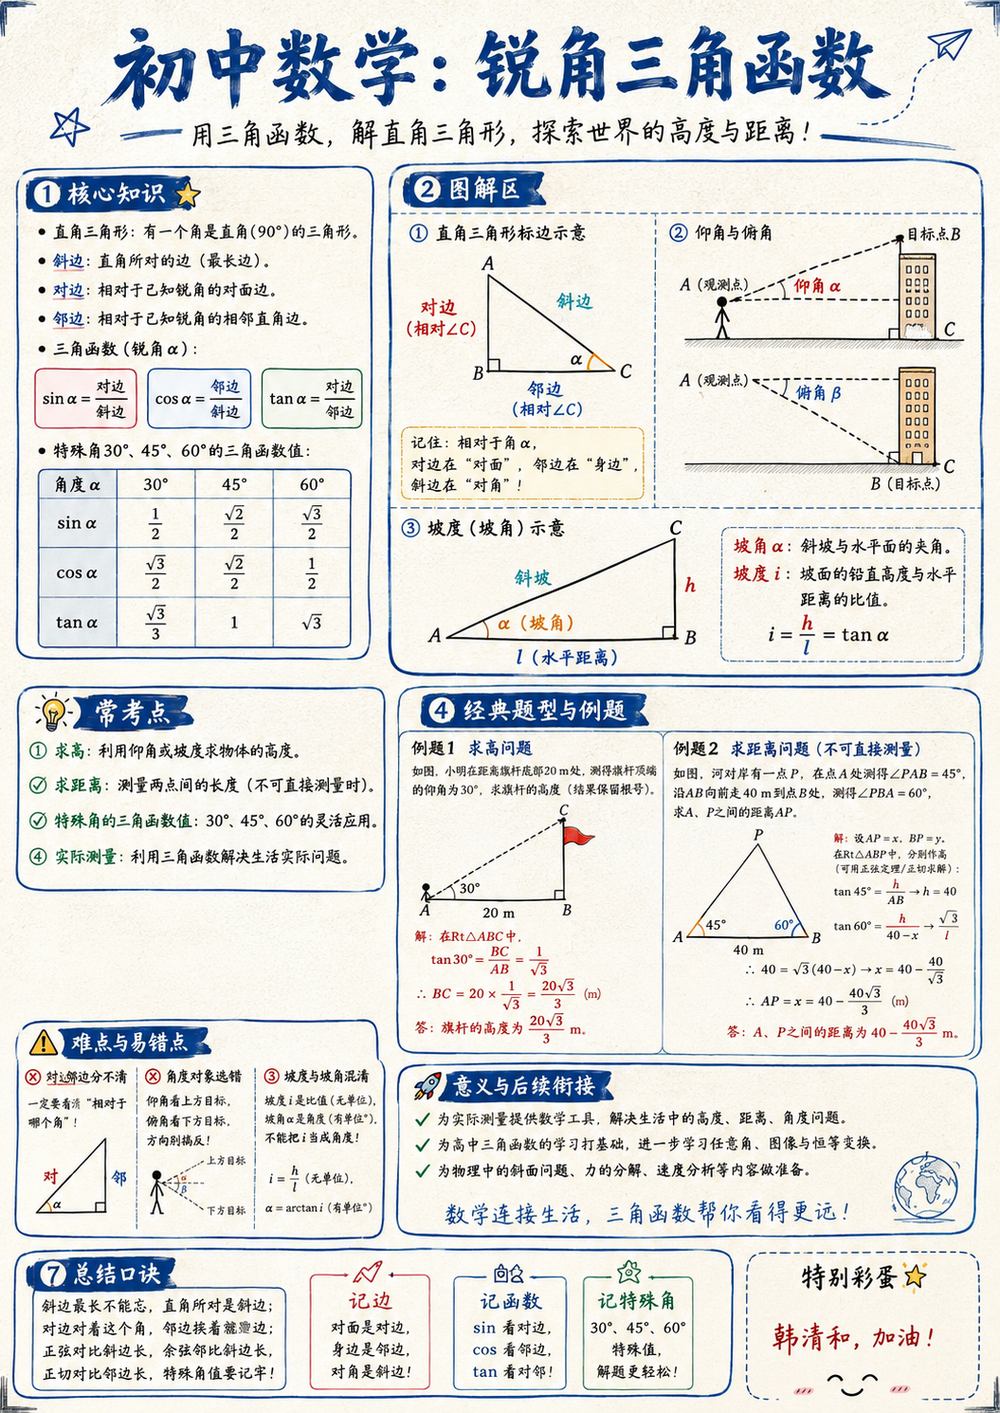 初中数学：锐角三角函数
用三角函数，解直角三角形，探索世界的高度与距离！
1 核心知识
• 直角三角形：有一个角是直角(90°)的三角形。
• 斜边：直角所对的边（最长边）。
• 对边：相对于已知锐角的对面边。
• 邻边：相对于已知锐角的相邻直角边。
• 三角函数（锐角 α）：
sin α = 对边/斜边
cos α = 邻边/斜边
tan α = 对边/邻边
• 特殊角30°、45°、60°的三角函数值：
角度 α 30° 45° 60°
sin α 1/2 √2/2 √3/2
cos α √3/2 √2/2 1/2
tan α √3/3 1 √3
2 图解区
① 直角三角形标边示意
A
对边
（相对∠C）
斜边
α
B
C
邻边
（相对∠C）
记住：相对于角 α，
对边在“对面”，邻边在“身边”，
斜边在“对角”！
② 仰角与俯角
目标点B
A（观测点）
仰角 α
C
A（观测点）
俯角 β
C
B（目标点）
③ 坡度（坡角）示意
C
斜坡
h
α（坡角）
A
B
l（水平距离）
坡角 α：斜坡与水平面的夹角。
坡度 i：坡面的铅直高度与水平
距离的比值。
i = h/l = tan α
常考点
① 求高：利用仰角或坡度求物体的高度。
求距离：测量两点间的长度（不可直接测量时）。
特殊角的三角函数值：30°、45°、60°的灵活应用。
④ 实际测量：利用三角函数解决生活实际问题。
4 经典题型与例题
例题1 求高问题
如图，小明在距离旗杆底部20 m处，测得旗杆顶端
的仰角为30°，求旗杆的高度（结果保留根号）。
C
30°
A
B
20 m
解：在Rt△ABC中，
tan 30° = BC/AB = 1/√3
∴ BC = 20 × 1/√3 = 20√3/3 (m)
答：旗杆的高度为 20√3/3 m。
例题2 求距离问题（不可直接测量）
如图，河对岸有一点P，在点A处测得∠PAB = 45°，
沿AB向前走40 m到点B处，测得∠PBA = 60°，
求A、P之间的距离AP。
P
45°
60°
A
B
40 m
解：设AP = x，BP = y。
在Rt△ABP中，分别作高
（可用正弦定理/正切求解）：
tan 45° = h/AB → h = 40
tan 60° = h/40−x → √3/l
∴ 40 = √3 (40−x) → x = 40 − 40/√3
∴ AP = x = 40 − 40√3/3 (m)
答：A、P之间的距离为 40 − 40√3/3 m。
难点与易错点
邻边分不清
一定要看 “相对于
哪个角”！
对
邻
α
角度对象选错
仰角看上方目标，
俯角看下方目标，
方向别搞反！
上方目标
α
β
下方目标
③ 坡度与坡角混淆
坡度 i 是比值（无单位），
坡角 α 是角度（有单位°），
不能把 i 当成角度！
i = h/l（无单位），
α = arctan i（有单位°）
意义与后续衔接
✓ 为实际测量提供数学工具，解决生活中的高度、距离、角度问题。
✓ 为高中三角函数的学习打基础，进一步学习任意角、图像与恒等变换。
✓ 为物理中的斜面问题、力的分解、速度分析等内容做准备。
数学连接生活，三角函数帮你看得更远！
7 总结口诀
斜边最长不能忘，直角所对是斜边；
对边对着这个角，邻边挨着 边；
正弦对比斜边长，余弦邻比斜边长，
正切对比邻边长，特殊角值要记牢！
记边
对面是对边，
身边是邻边，
对角是斜边！
记函数
sin 看对边，
cos 看邻边，
tan 看对邻！
记特殊角
30°、45°、60°
特殊值，
解题更轻松！
特别彩蛋
韩清和，加油！